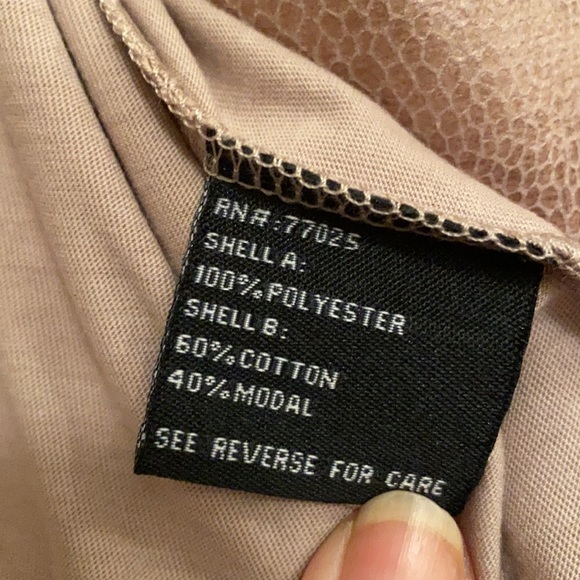 RN#:77025
SHELL A:
100%POLYESTER
SHELL B:
60%COTTON
40%MODAL
SEE REVERSE FOR CARE